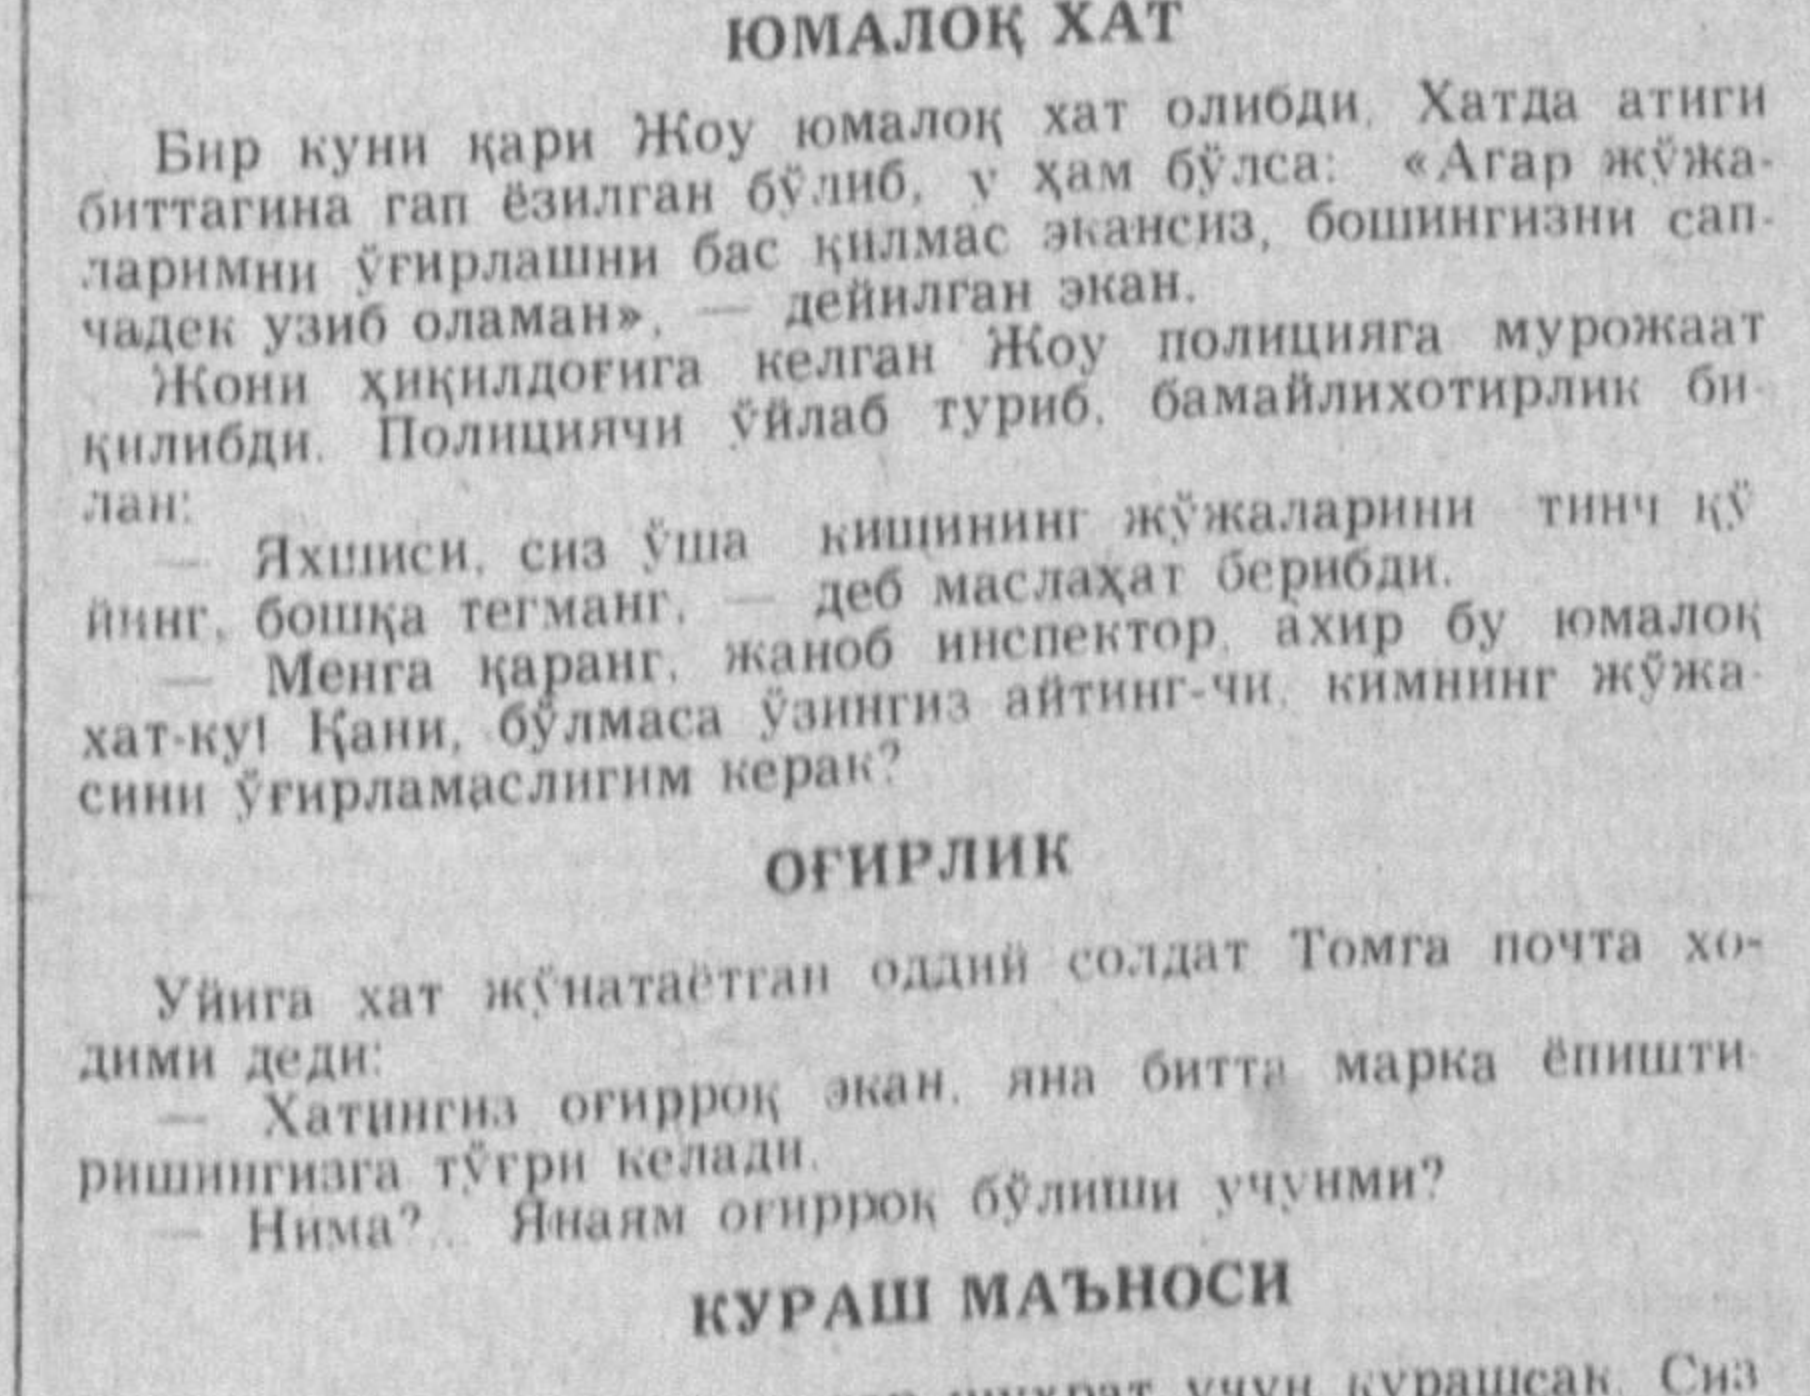 ЮМАЛОҚ ХАТ
Бир куни қари Жоу юмалоқ хат олибди. Хатда атиги
биттагина гап ёзилган бўлиб, у ҳам бўлса: «Агар жўжа-
ларимни ўғирлашни бас қилмас экансиз, бошингизни сап-
чадек узиб оламан», — дейилган экан.
Жони ҳиқилдоғига келган Жоу полицияга мурожаат
қилибди. Полициячи ўйлаб туриб, бамайлихотирлик би-
лан:
— Яхшиси, сиз ўша кишининг жўжаларини тинч қў
йинг, бошқа тегманг, — деб маслаҳат берибди.
— Менга қаранг, жаноб инспектор, ахир бу юмалоқ
хат-ку! Қани, бўлмаса ўзингиз айтинг-чи, кимнинг жўжа-
сини ўғирламаслигим керак?
ОҒИРЛИК
Уйига хат жўнатаётган оддий солдат Томга почта хо-
дими деди:
— Хатингиз оғирроқ экан, яна битта марка ёпишти-
ришингизга тўғри келади.
— Нима?.. Янаям оғирроқ бўлиши учунми?
КУРАШ МАЪНОСИ
учун курашсак, Сиз